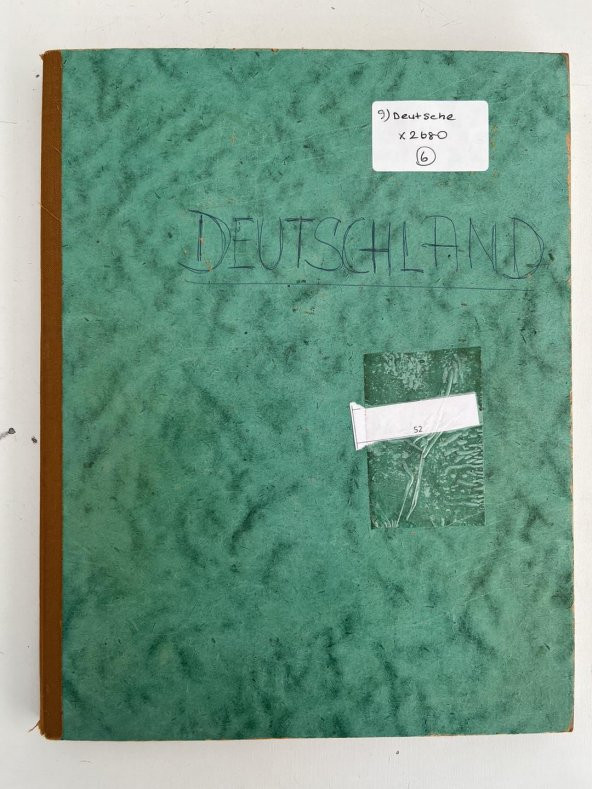 9) Deutsche
x 2680
6
DEUTSCHLAND
52